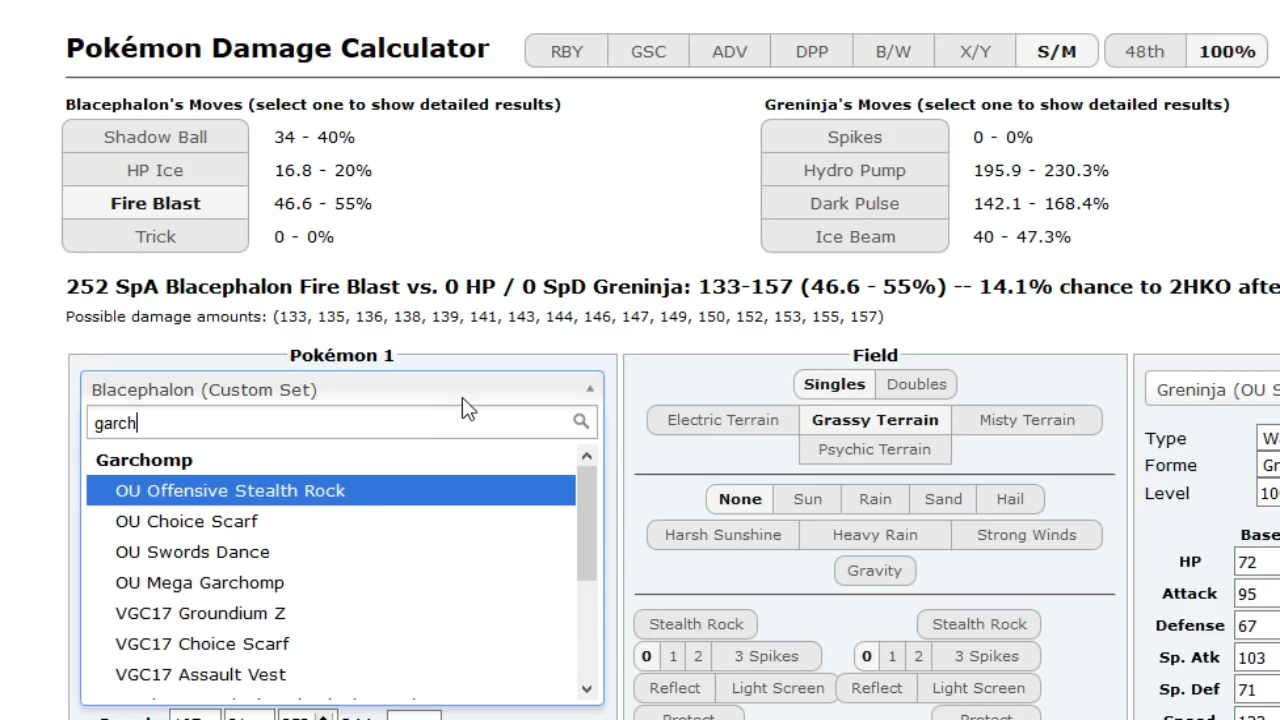 Pokémon Damage Calculator RBY GSC ADV DPP B/W X/Y S/M 48th 100%
Blacephalon's Moves (select one to show detailed results) Greninja's Moves (select one to show detailed results)
Shadow Ball 34 - 40% Spikes 0 - 0%
HP Ice 16.8 - 20% Hydro Pump 195.9 - 230.3%
Fire Blast 46.6 - 55% Dark Pulse 142.1 - 168.4%
Trick 0 - 0% Ice Beam 40 - 47.3%
252 SpA Blacephalon Fire Blast vs. 0 HP / 0 SpD Greninja: 133-157 (46.6 - 55%) -- 14.1% chance to 2HKO afte
Possible damage amounts: (133, 135, 136, 138, 139, 141, 143, 144, 146, 147, 149, 150, 152, 153, 155, 157)
Pokémon 1
Blacephalon (Custom Set)
garch
Garchomp
OU Offensive Stealth Rock
OU Choice Scarf
OU Swords Dance
OU Mega Garchomp
VGC17 Groundium Z
VGC17 Choice Scarf
VGC17 Assault Vest
Field
Singles Doubles
Electric Terrain Grassy Terrain Misty Terrain
Psychic Terrain
None Sun Rain Sand Hail
Harsh Sunshine Heavy Rain Strong Winds
Gravity
Stealth Rock Stealth Rock
0 1 2 3 Spikes 0 1 2 3 Spikes
Reflect Light Screen Reflect Light Screen
Protect Protect
Greninja (OU S
Type W
Forme Gr
Level 10
Base
HP 72
Attack 95
Defense 67
Sp. Atk 103
Sp. Def 71